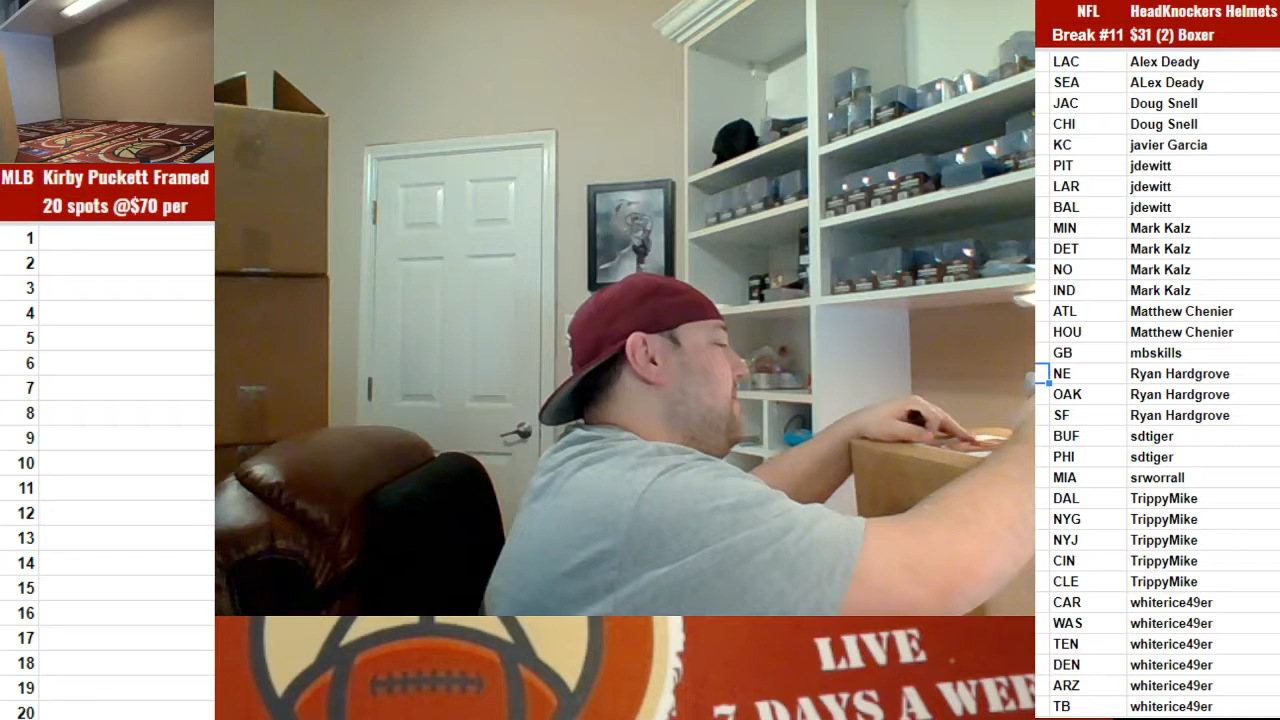 MLB Kirby Puckett Framed
20 spots @$70 per
1
2
3
4
5
6
7
8
9
10
11
12
13
14
15
16
17
18
19
20
LIVE
7 DAYS A WEE
NFL HeadKnockers Helmets
Break #11 $31 (2) Boxer
LAC Alex Deady
SEA ALex Deady
JAC Doug Snell
CHI Doug Snell
KC javier Garcia
PIT jdewitt
LAR jdewitt
BAL jdewitt
MIN Mark Kalz
DET Mark Kalz
NO Mark Kalz
IND Mark Kalz
ATL Matthew Chenier
HOU Matthew Chenier
GB mbskills
NE Ryan Hardgrove
OAK Ryan Hardgrove
SF Ryan Hardgrove
BUF sdtiger
PHI sdtiger
MIA srworrall
DAL TrippyMike
NYG TrippyMike
NYJ TrippyMike
CIN TrippyMike
CLE TrippyMike
CAR whiterice49er
WAS whiterice49er
TEN whiterice49er
DEN whiterice49er
ARZ whiterice49er
TB whiterice49er